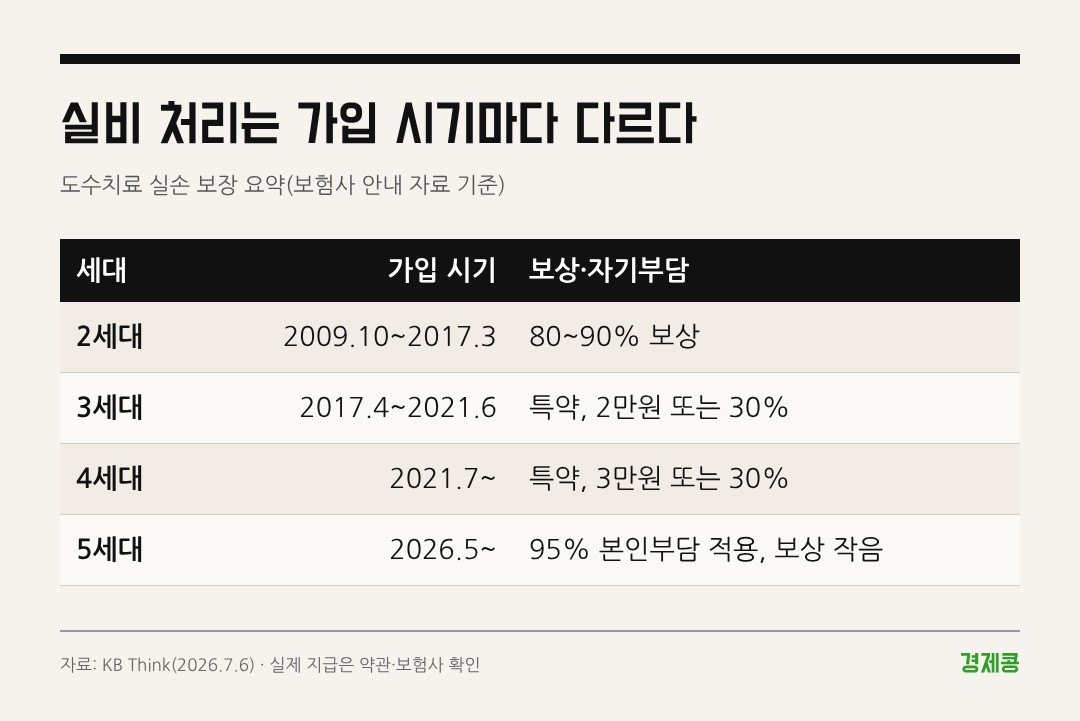 실비 처리는 가입 시기마다 다르다
도수치료 실손 보장 요약(보험사 안내 자료 기준)
세대 가입 시기 보상·자기부담
2세대 2009.10~2017.3 80~90% 보상
3세대 2017.4~2021.6 특약, 2만원 또는 30%
4세대 2021.7~ 특약, 3만원 또는 30%
5세대 2026.5~ 95% 본인부담 적용, 보상 작음
자료: KB Think(2026.7.6) · 실제 지급은 약관·보험사 확인
경제콩